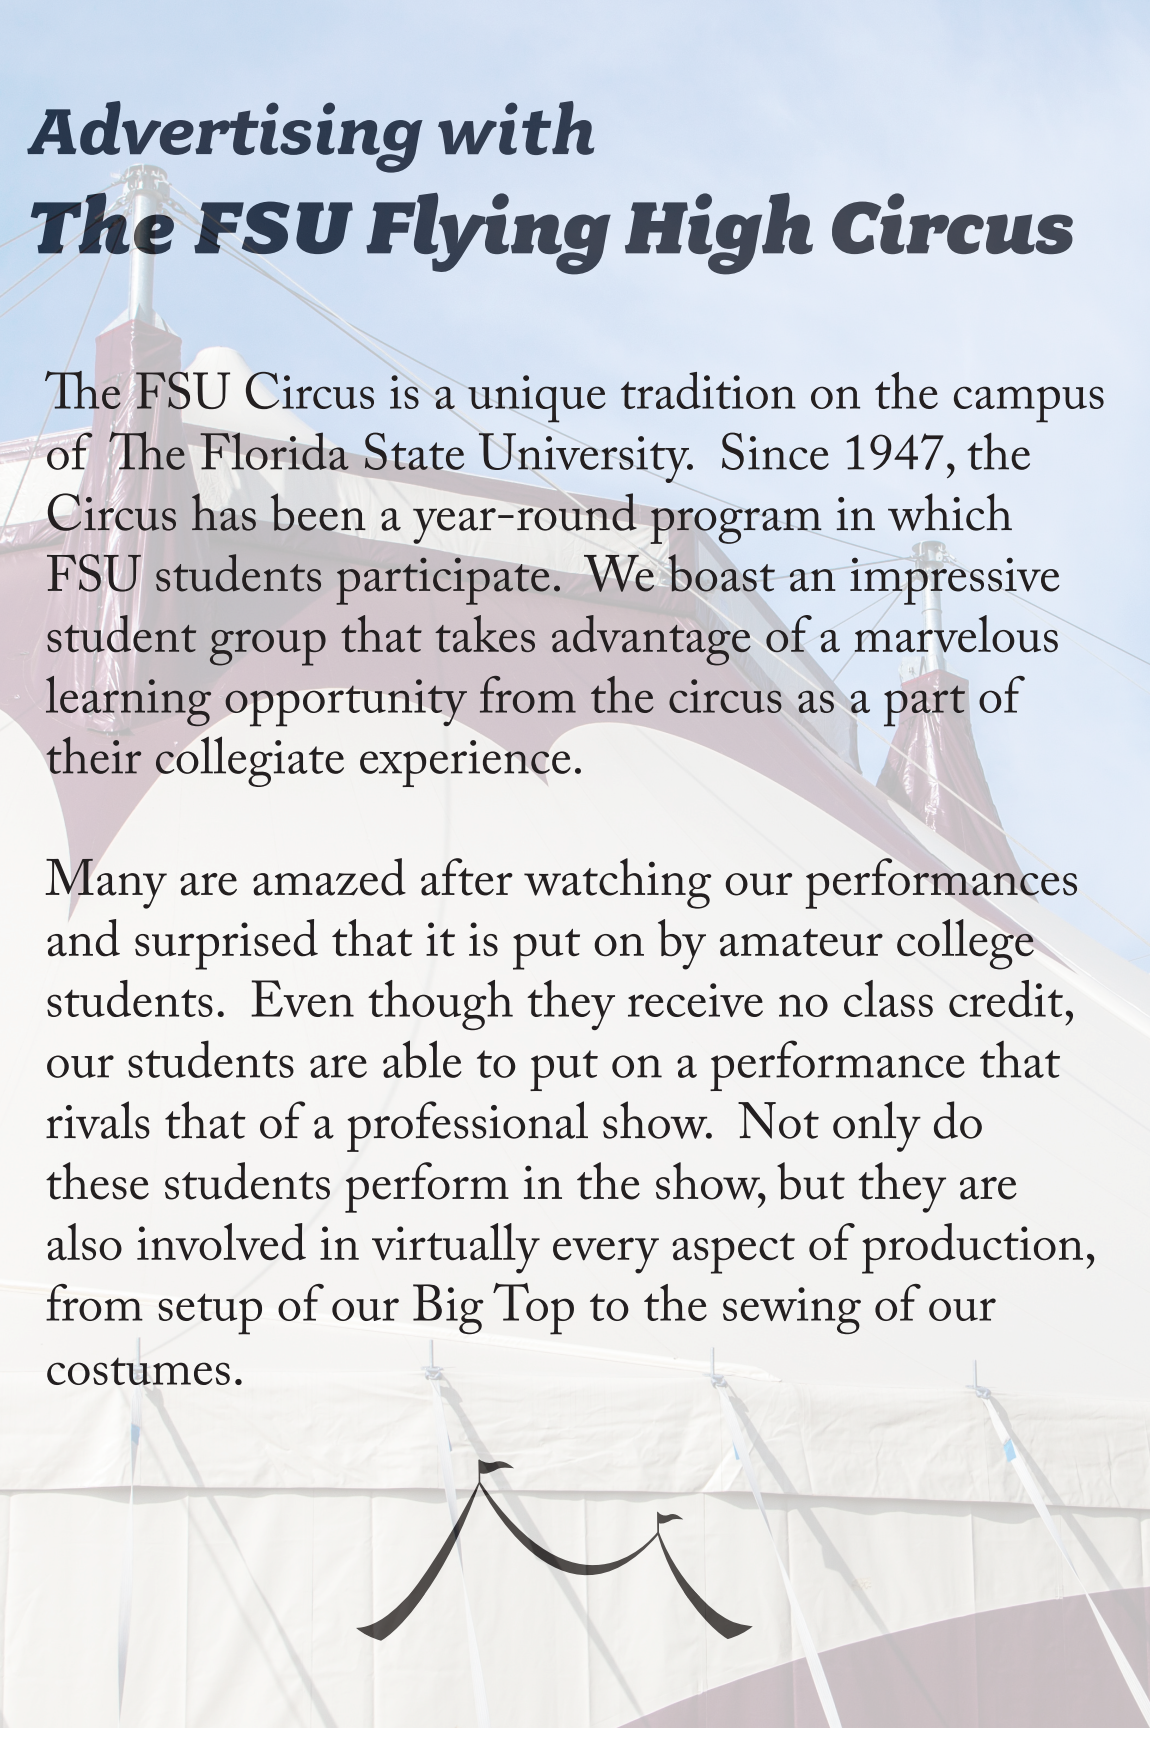 Advertising with
The FSU Flying High Circus
The FSU Circus is a unique tradition on the campus
of  The Florida State University.  Since 1947, the
Circus has been a year-round program in which
FSU students participate.  We boast an impressive
student group that takes advantage of a marvelous
learning opportunity from the circus as a part of
their collegiate experience.
Many are amazed after watching our performances
and surprised that it is put on by amateur college
students.  Even though they receive no class credit,
our students are able to put on a performance that
rivals that of a professional show.  Not only do
these students perform in the show, but they are
also involved in virtually every aspect of production,
from setup of our Big Top to the sewing of our
costumes.